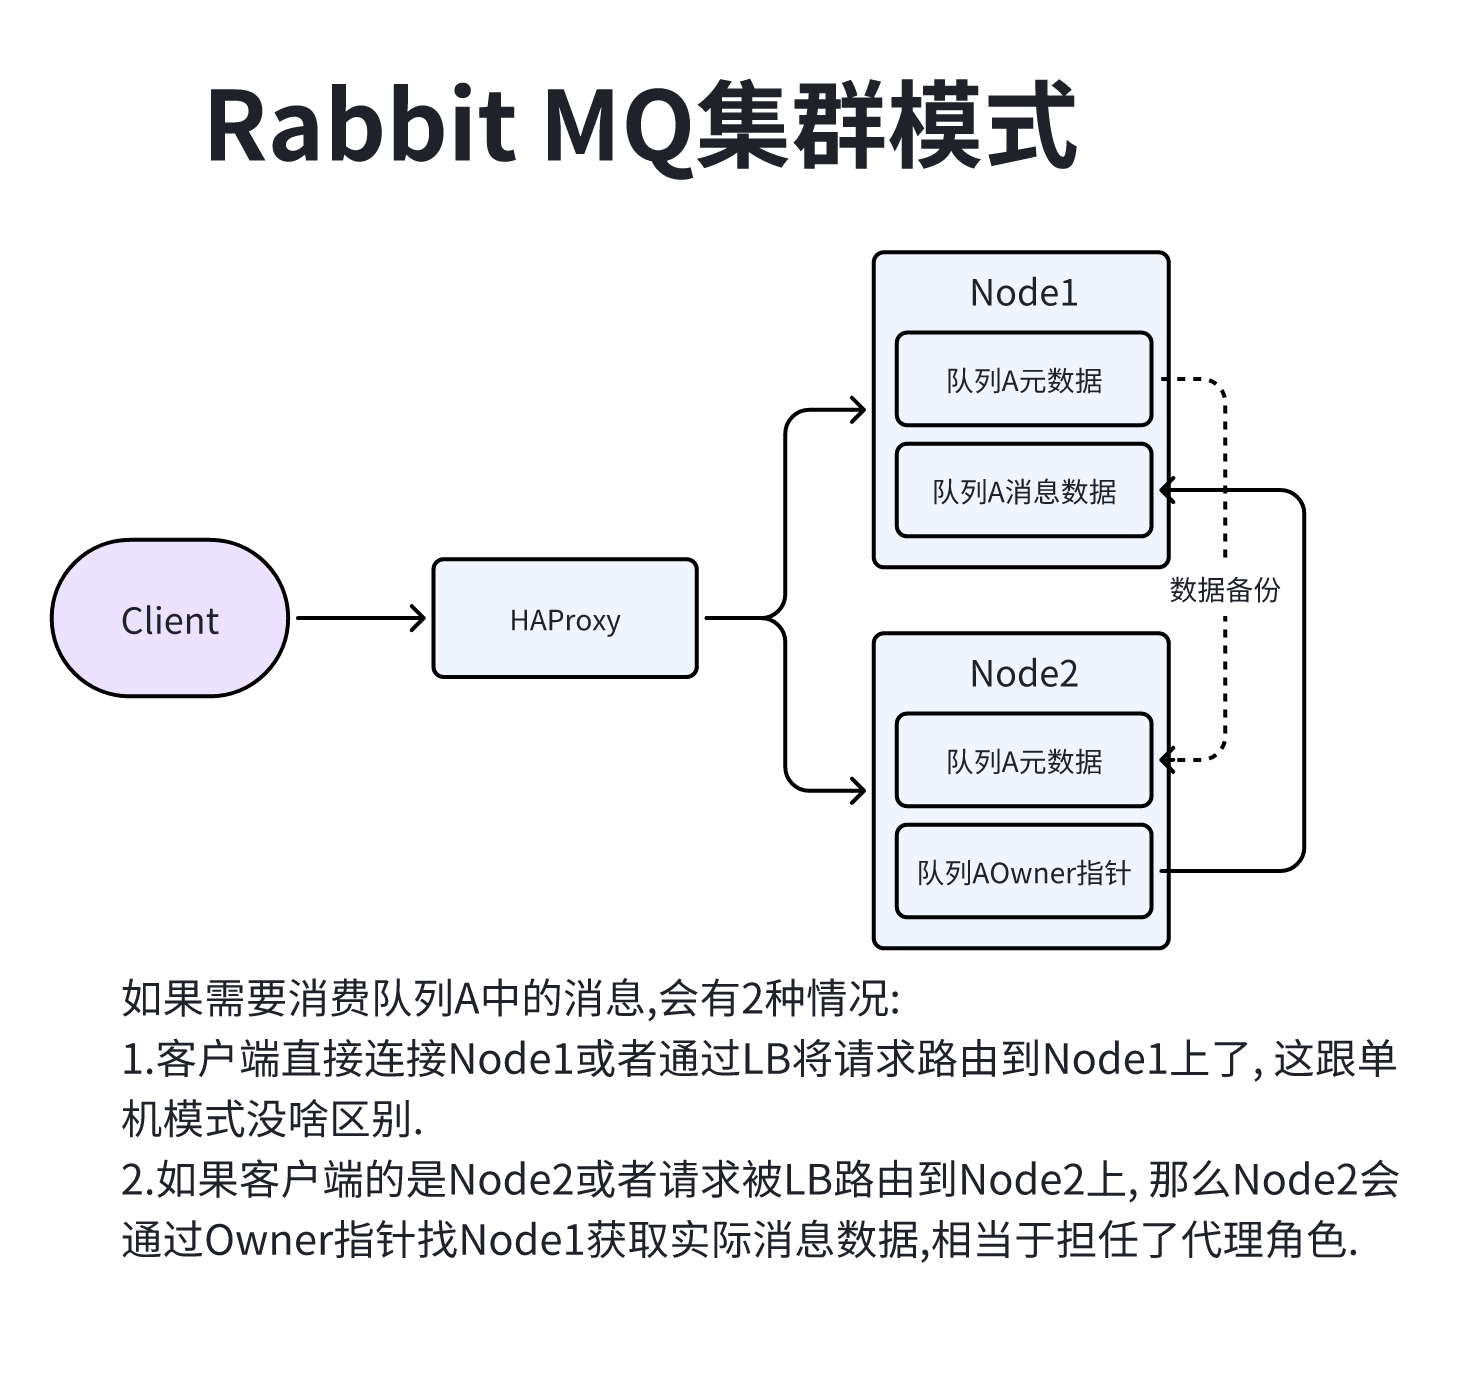 Rabbit MQ集群模式
Node1
队列A元数据
队列A消息数据
数据备份
Client
HAProxy
Node2
队列A元数据
队列AOwner指针
如果需要消费队列A中的消息,会有2种情况:
1.客户端直接连接Node1或者通过LB将请求路由到Node1上了, 这跟单
机模式没啥区别.
2.如果客户端的是Node2或者请求被LB路由到Node2上, 那么Node2会
通过Owner指针找Node1获取实际消息数据,相当于担任了代理角色.